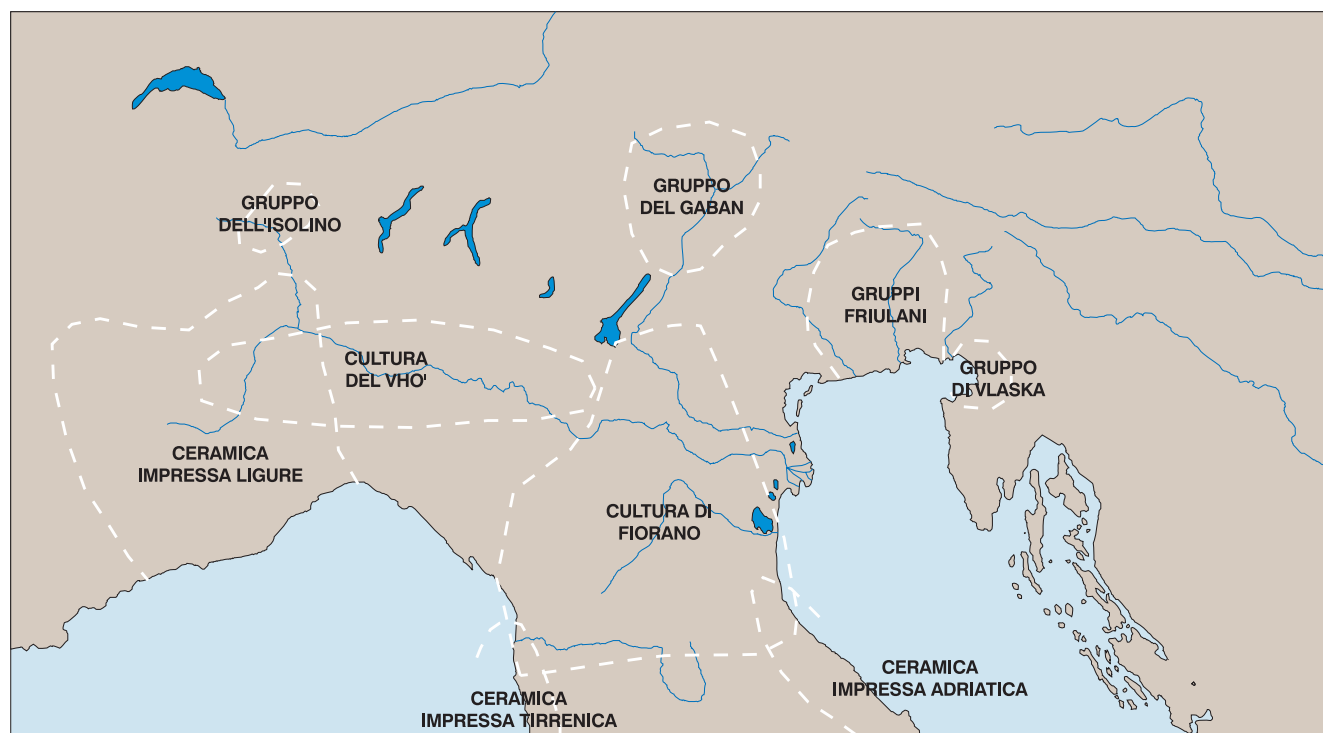 GRUPPO
DEL GABAN
GRUPPO
DELL'ISOLINO
GRUPPI
FRIULANI
CULTURA
DEL VHO'
GRUPPO
DI VLASKA
CERAMICA
IMPRESSA LIGURE
CULTURA DI
FIORANO
CERAMICA
IMPRESSA ADRIATICA
CERAMICA
IMPRESSA TIRRENICA